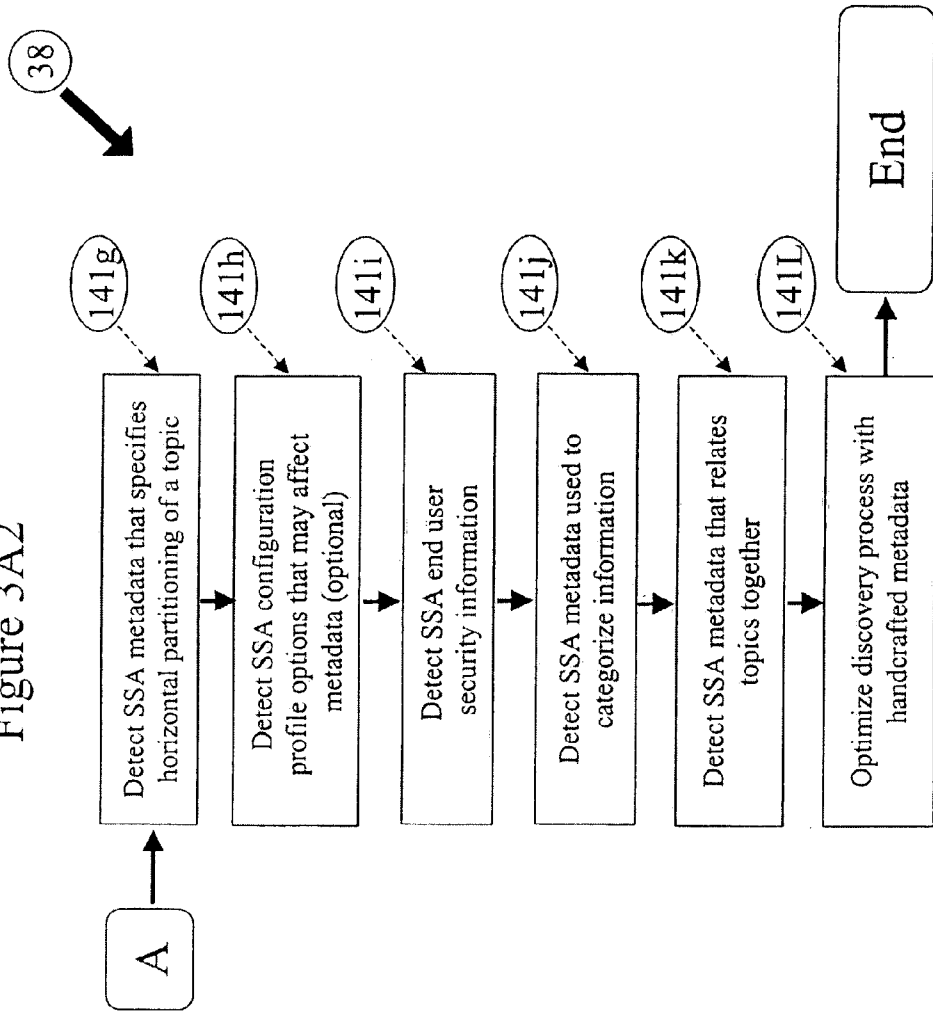 Figure 3A2
38
A
Detect SSA metadata that specifies
horizontal partitioning of a topic
141g
Detect SSA configuration
profile options that may affect
metadata (optional)
141h
Detect SSA end user
security information
141i
Detect SSA metadata used to
categorize information
141j
Detect SSA metadata that relates
topics together
141k
Optimize discovery process with
handcrafted metadata
141L
End